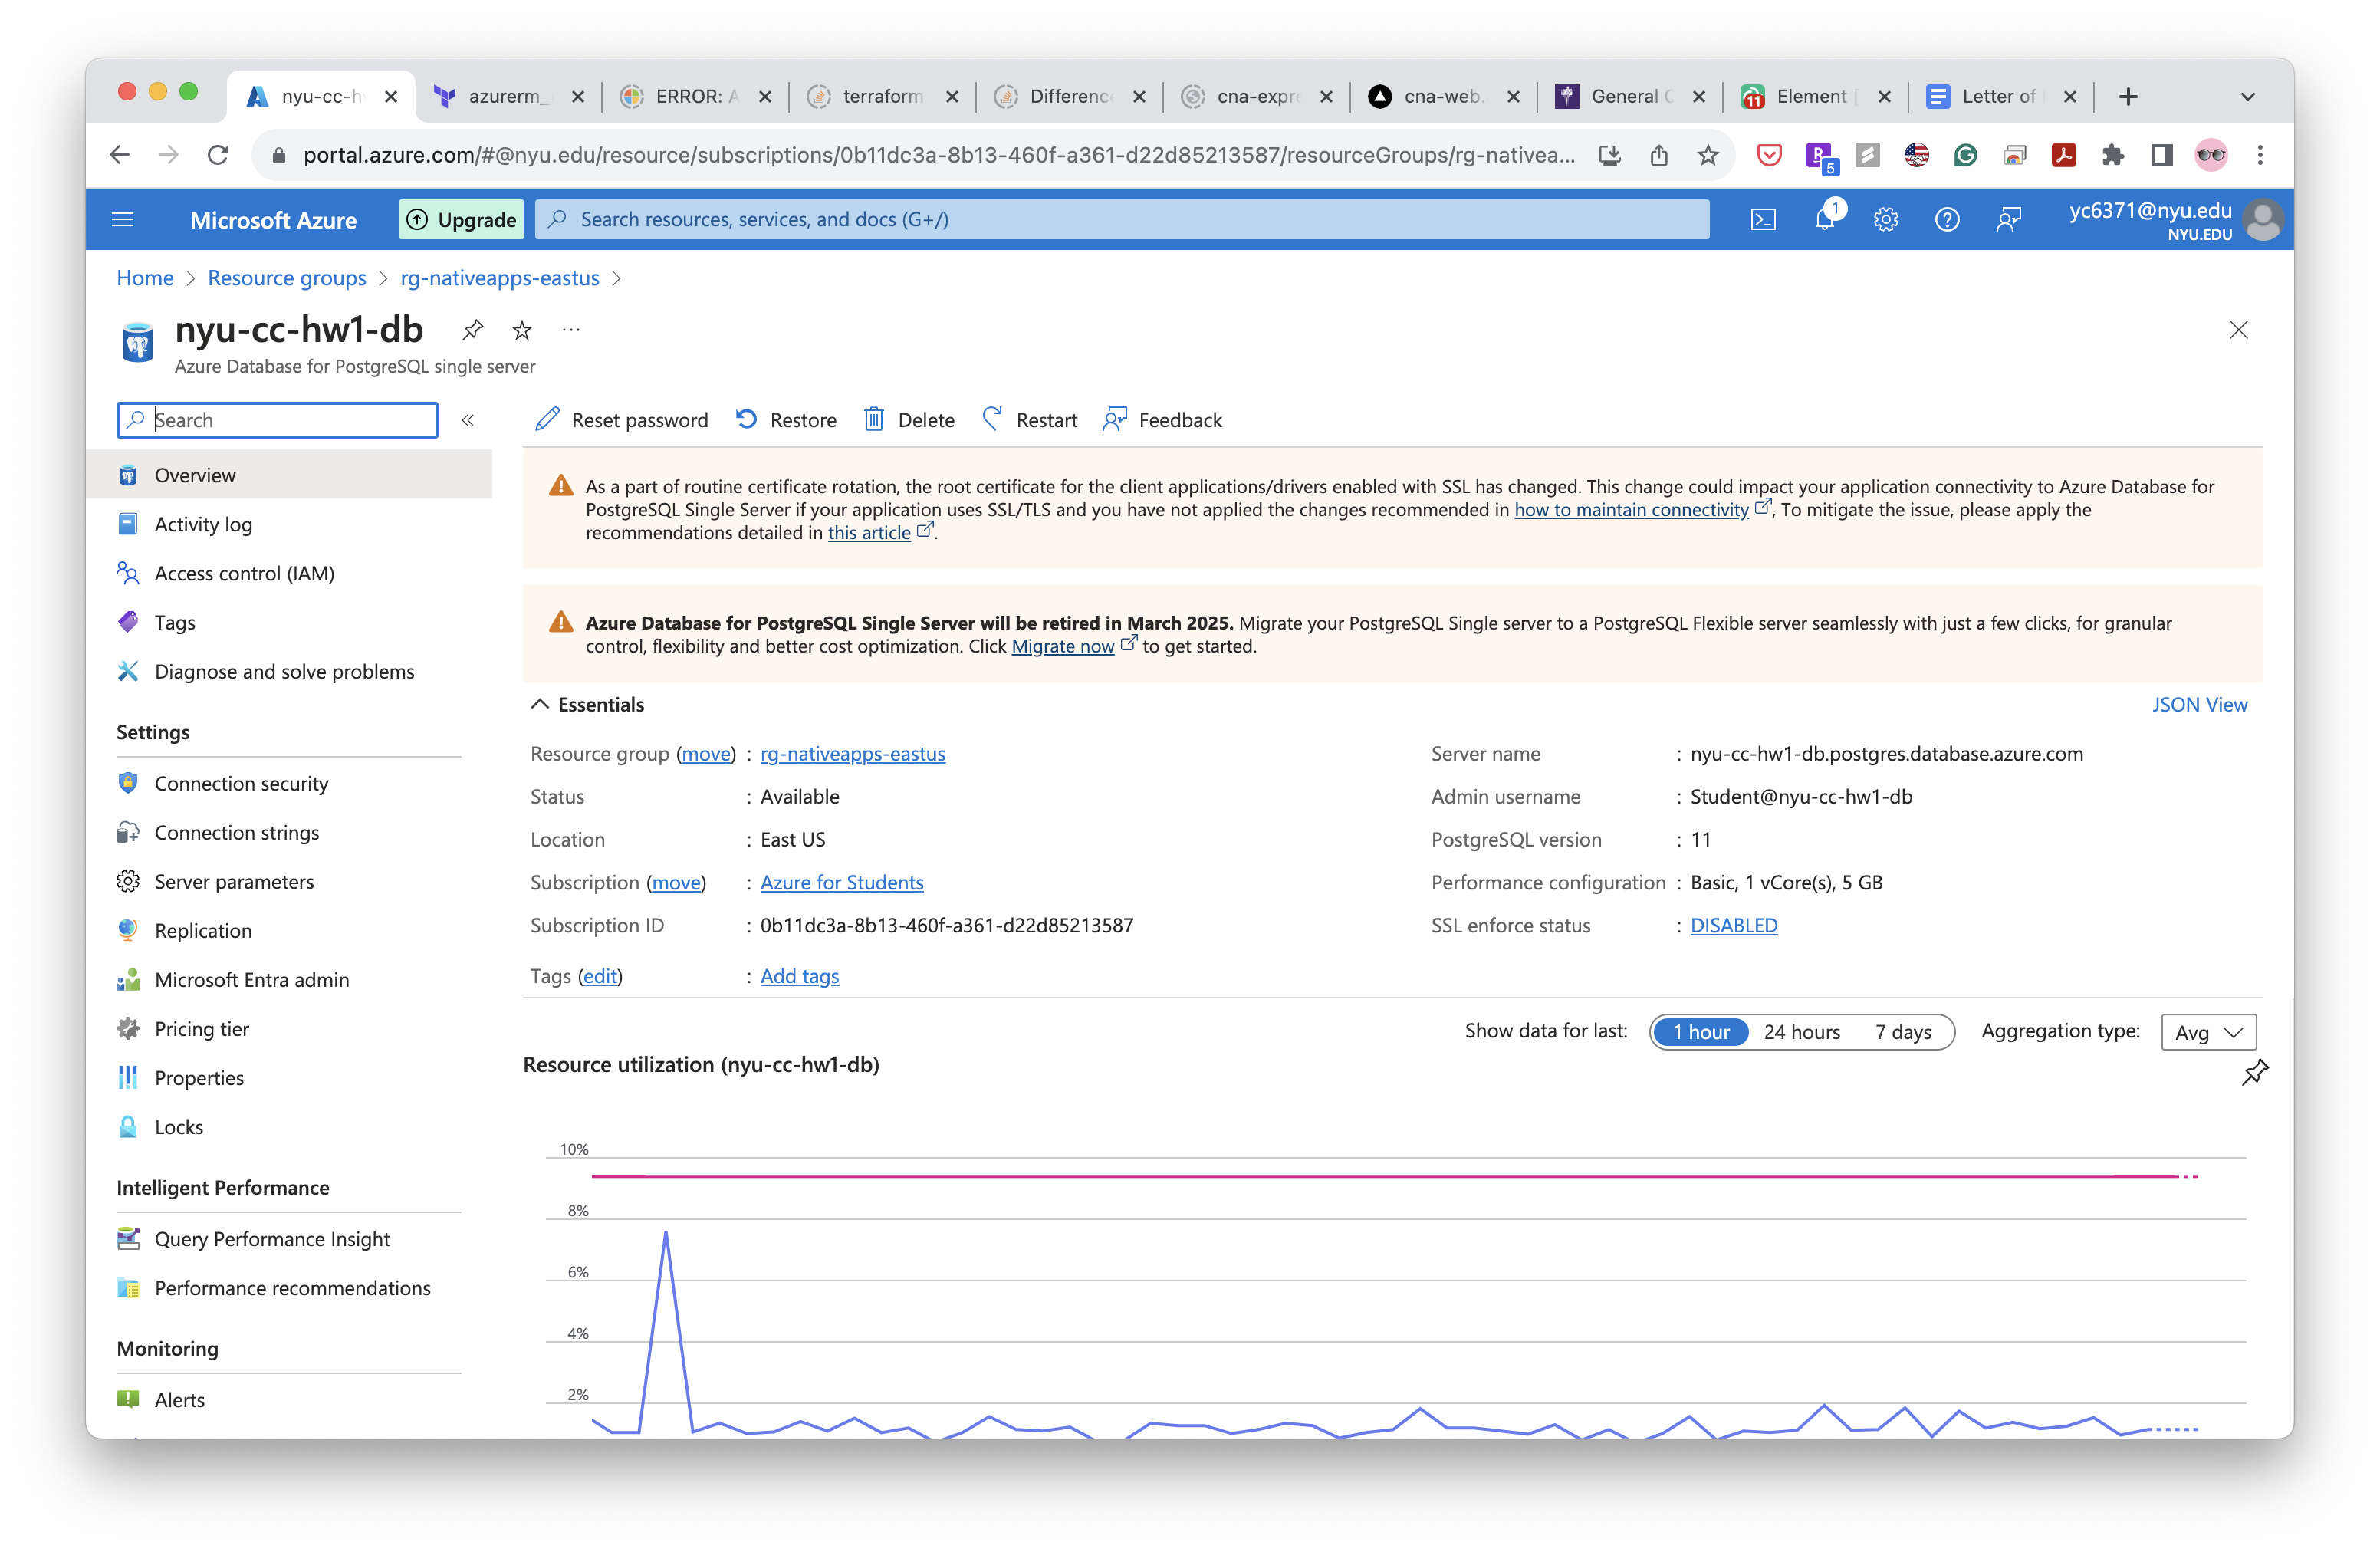 nyu-cc-h
azurerm_
ERROR: A
terraform
Difference
cna-expre
cna-web.
General C
11
Element
Letter of
portal.azure.com/#@nyu.edu/resource/subscriptions/0b11dc3a-8b13-460f-a361-d22d85213587/resourceGroups/rg-nativea...
5
Microsoft Azure
Upgrade
Search resources, services, and docs (G+/)
1
yc6371@nyu.edu
NYU.EDU
Home > Resource groups > rg-nativeapps-eastus >
nyu-cc-hw1-db
Azure Database for PostgreSQL single server
Search
«
Reset password
Restore
Delete
Restart
Feedback
Overview
Activity log
Access control (IAM)
Tags
Diagnose and solve problems
Settings
Connection security
Connection strings
Server parameters
Replication
Microsoft Entra admin
Pricing tier
Properties
Locks
Intelligent Performance
Query Performance Insight
Performance recommendations
Monitoring
Alerts
As a part of routine certificate rotation, the root certificate for the client applications/drivers enabled with SSL has changed. This change could impact your application connectivity to Azure Database for
PostgreSQL Single Server if your application uses SSL/TLS and you have not applied the changes recommended in how to maintain connectivity, To mitigate the issue, please apply the
recommendations detailed in this article.
Azure Database for PostgreSQL Single Server will be retired in March 2025. Migrate your PostgreSQL Single server to a PostgreSQL Flexible server seamlessly with just a few clicks, for granular
control, flexibility and better cost optimization. Click Migrate now to get started.
Essentials
JSON View
Resource group (move) : rg-nativeapps-eastus
Status : Available
Location : East US
Subscription (move) : Azure for Students
Subscription ID : 0b11dc3a-8b13-460f-a361-d22d85213587
Tags (edit) : Add tags
Server name : nyu-cc-hw1-db.postgres.database.azure.com
Admin username : Student@nyu-cc-hw1-db
PostgreSQL version : 11
Performance configuration : Basic, 1 vCore(s), 5 GB
SSL enforce status : DISABLED
Show data for last: 1 hour 24 hours 7 days Aggregation type: Avg
Resource utilization (nyu-cc-hw1-db)
10%
8%
6%
4%
2%